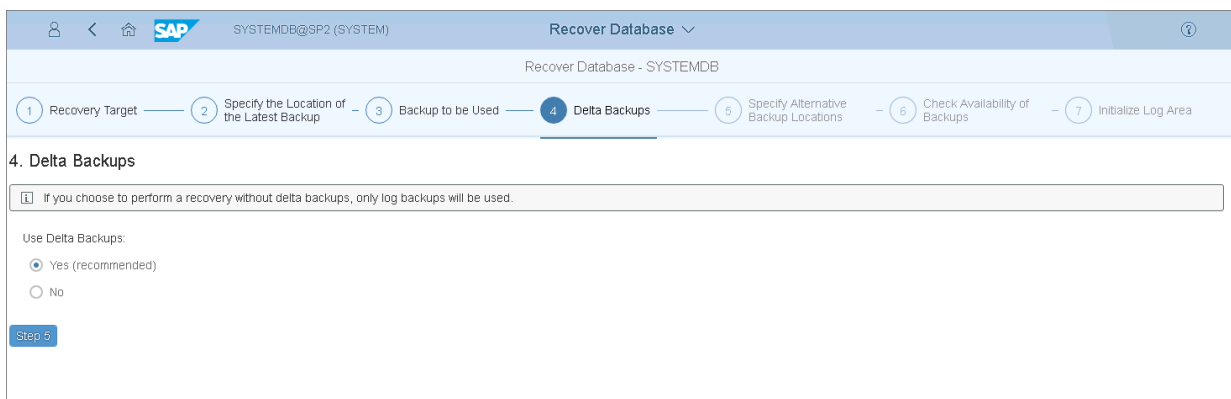 SAP SYSTEMDB@SP2 (SYSTEM) Recover Database
Recover Database - SYSTEMDB
1 Recovery Target
2 Specify the Location of
the Latest Backup
3 Backup to be Used
4 Delta Backups
5 Specify Alternative
Backup Locations
6 Check Availability of
Backups
7 Initialize Log Area
4. Delta Backups
If you choose to perform a recovery without delta backups, only log backups will be used.
Use Delta Backups:
Yes (recommended)
No
Step 5